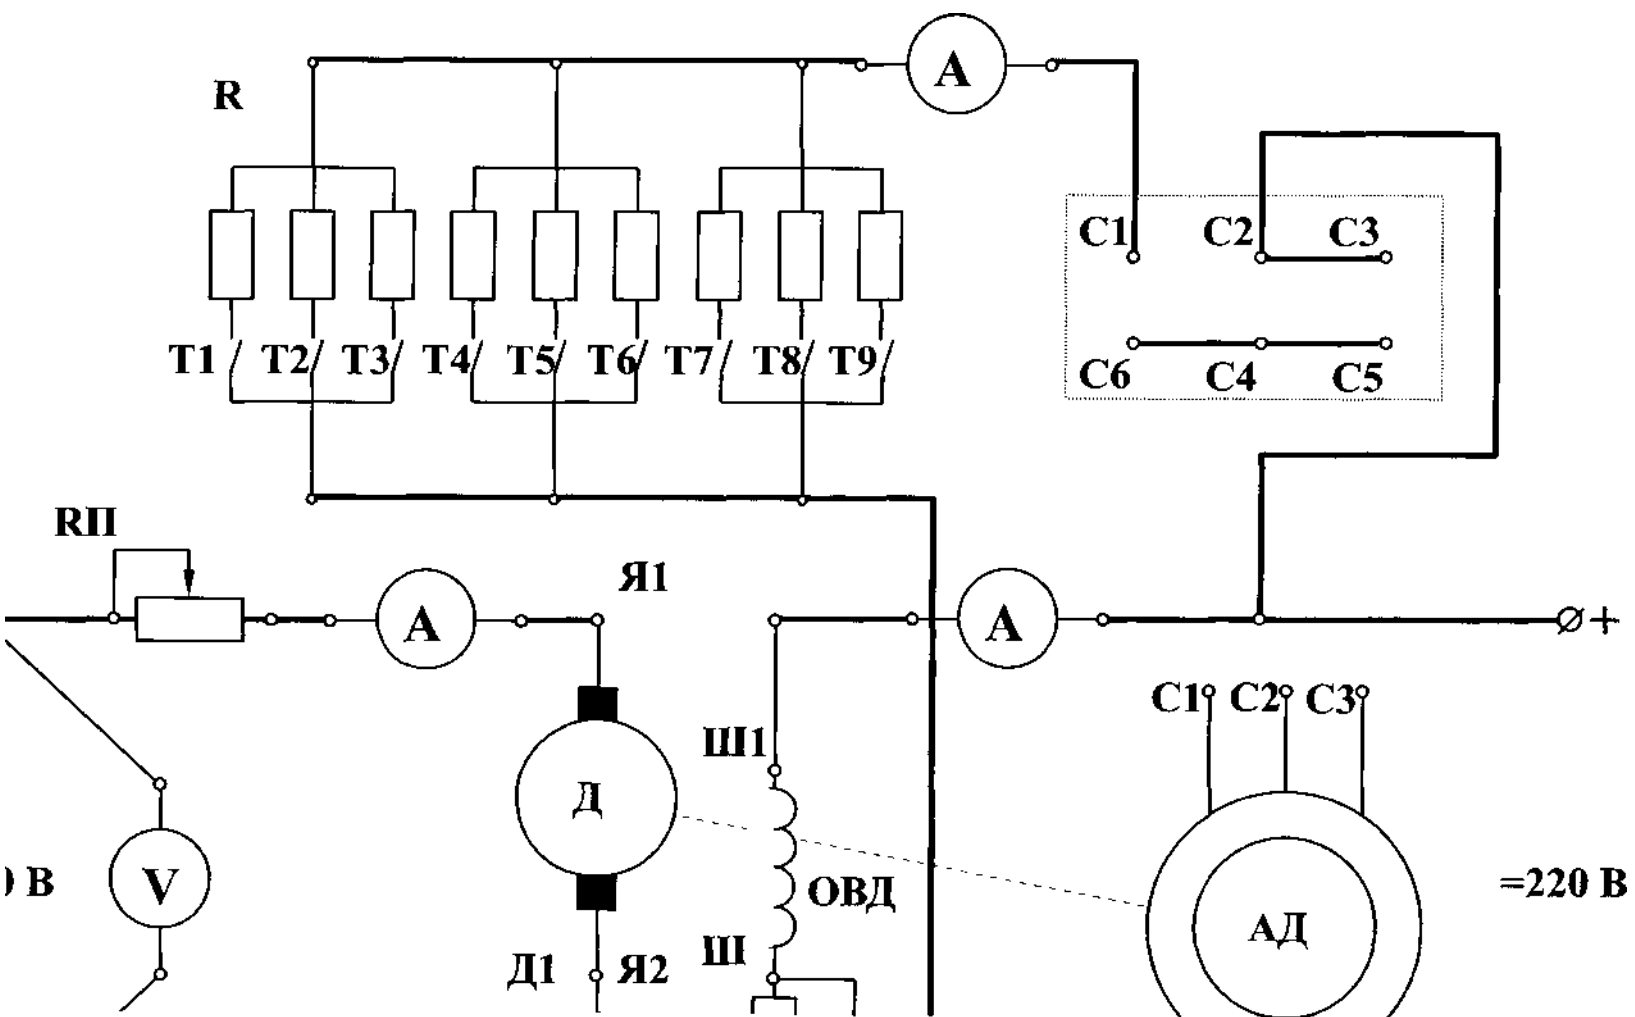 A
R
C1 C2 C3
T1 T2 T3 T4 T5 T6 T7 T8 T9
C6 C4 C5
RП
Я1
A A +
C1 C2 C3
Ш1
Д
V ОВД
В =220 В
АД
Ш
Д1 Я2